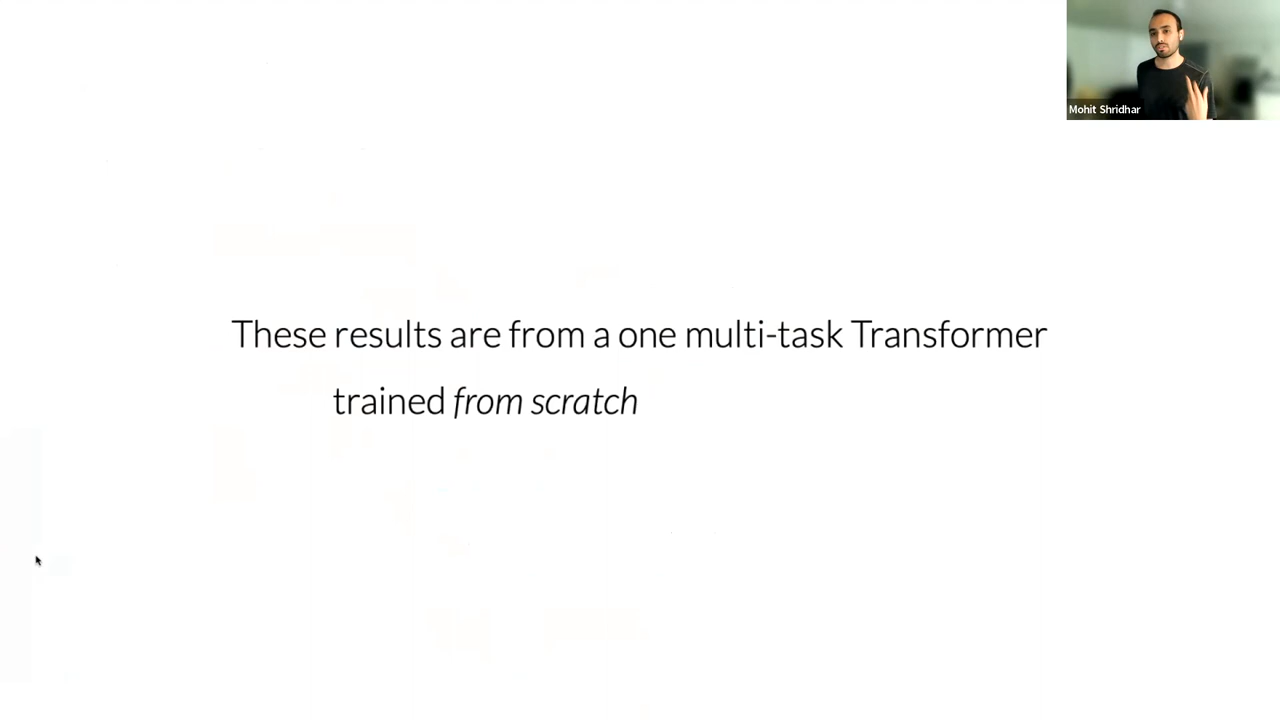 Mohit Shridhar
These results are from a one multi-task Transformer
trained from scratch